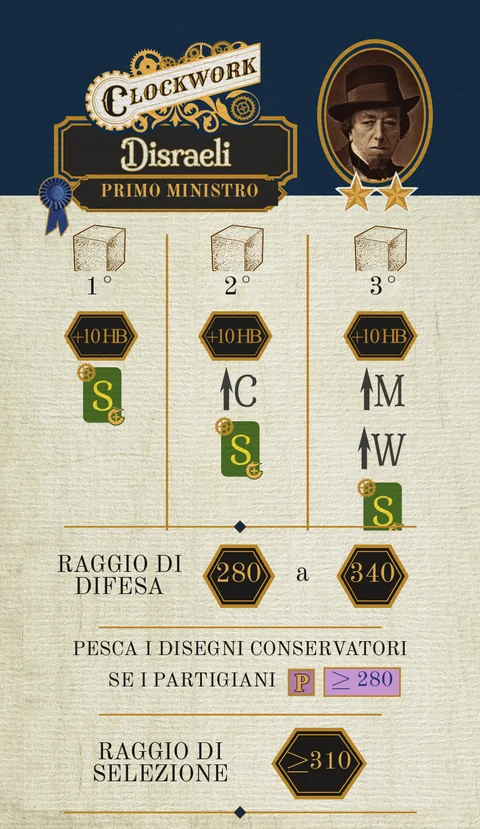 CLOCKWORK
Disraeli
PRIMO MINISTRO
1° 2° 3°
+10 HB +10 HB +10 HB
S ↑C ↑M
S ↑W
S
RAGGIO DI
DIFESA
280 a 340
PESCA I DISEGNI CONSERVATORI
SE I PARTIGIANI P ≥ 280
RAGGIO DI
SELEZIONE
≥310